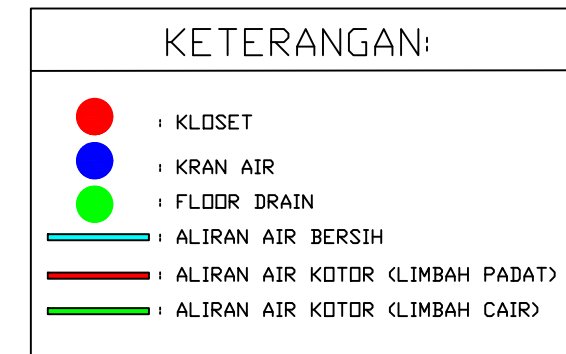 KETERANGAN:
: KLOSET
: KRAN AIR
: FLOOR DRAIN
: ALIRAN AIR BERSIH
: ALIRAN AIR KOTOR (LIMBAH PADAT)
: ALIRAN AIR KOTOR (LIMBAH CAIR)